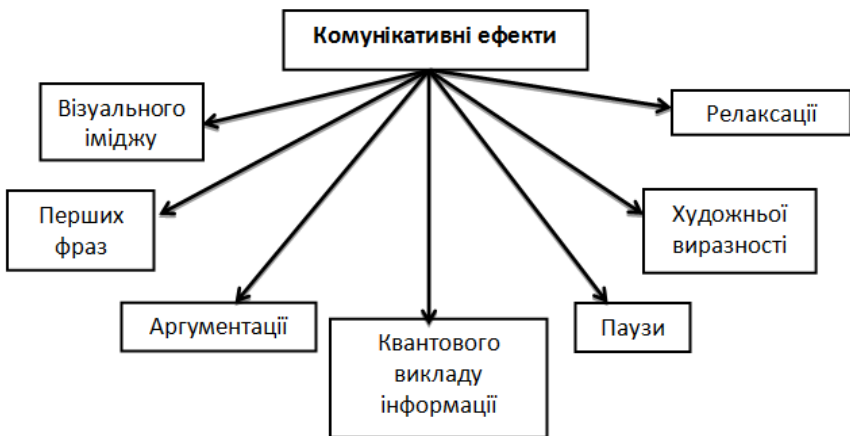 Комунікативні ефекти
Візуального
іміджу
Релаксації
Перших
фраз
Художньої
виразності
Аргументації
Квантового
викладу
інформації
Паузи